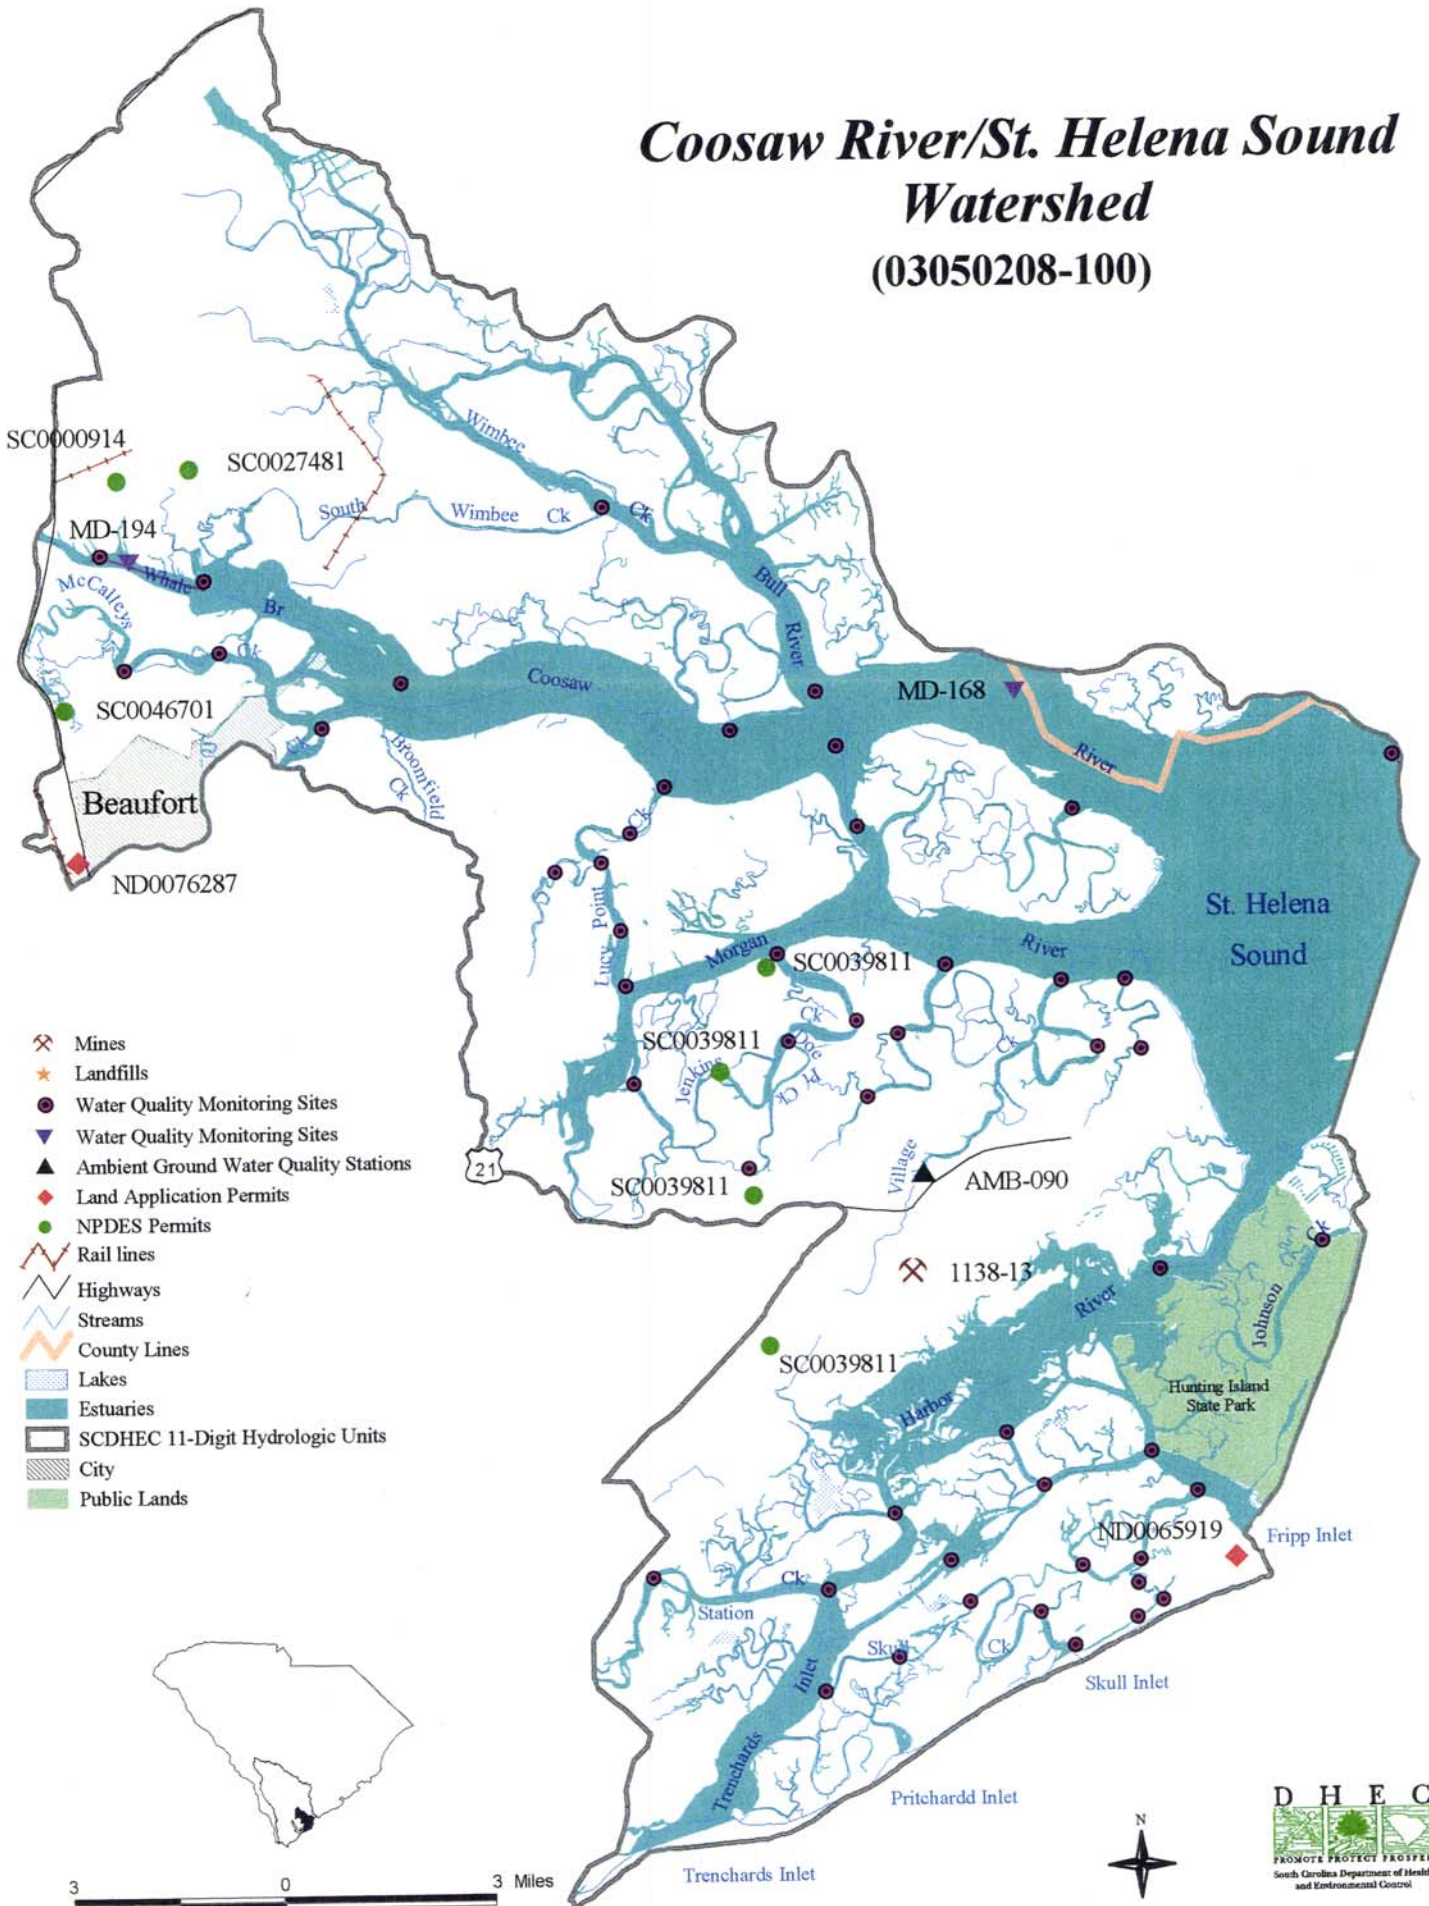 Coosaw River/St. Helena Sound
Watershed
(03050208-100)
SC0000914
SC0027481
Wimbee
Ck
South
Wimbee
Ck
MD-194
Whale
Br
McCalleys
Ck
Bull
River
Coosaw
MD-168
River
SC0046701
Ck
Broomfield
Ck
Beaufort
ND0076287
Ck
Point
Lucy
St. Helena
Sound
Morgan
River
SC0039811
Ck
SC0039811
Doe
Pt
Ck
Jenkins
Ck
21
SC0039811
Village
AMB-090
1138-13
River
Harbor
SC0039811
Ck
Johnson
Hunting Island
State Park
Mines
Landfills
Water Quality Monitoring Sites
Water Quality Monitoring Sites
Ambient Ground Water Quality Stations
Land Application Permits
NPDES Permits
Rail lines
Highways
Streams
County Lines
Lakes
Estuaries
SCDHEC 11-Digit Hydrologic Units
City
Public Lands
ND0065919
Fripp Inlet
Ck
Station
Skull
Ck
Inlet
Trenchards
Skull Inlet
Pritchardd Inlet
Trenchards Inlet
3 0 3 Miles
N
D H E C
PROMOTE PROTECT PROSPE
South Carolina Department of Healt
and Environmental Control